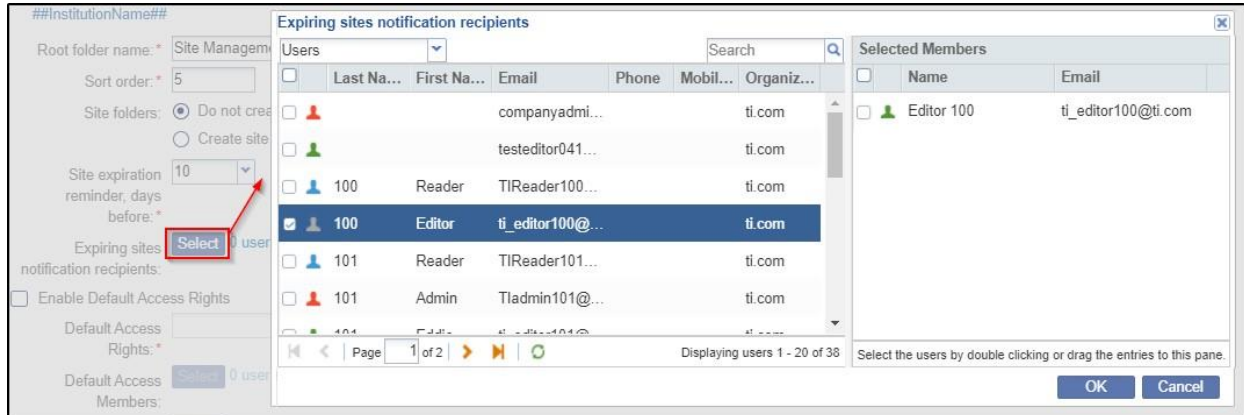 ##InstitutionName##
Root folder name:* Site Managem
Sort order:* 5
Site folders: Do not crea
Create site
Site expiration reminder, days before:* 10
Expiring sites notification recipients: Select 0 user
Enable Default Access Rights
Default Access Rights:*
Default Access Members: Select 0 user
Expiring sites notification recipients
Users Search
Last Na... First Na... Email Phone Mobil... Organiz...
companyadmi... ti.com
testeditor041... ti.com
100 Reader TIReader100... ti.com
100 Editor ti_editor100@... ti.com
101 Reader TIReader101... ti.com
101 Admin TIadmin101@... ti.com
Page 1 of 2 Displaying users 1 - 20 of 38
Selected Members
Name Email
Editor 100 ti_editor100@ti.com
Select the users by double clicking or drag the entries to this pane.
OK Cancel